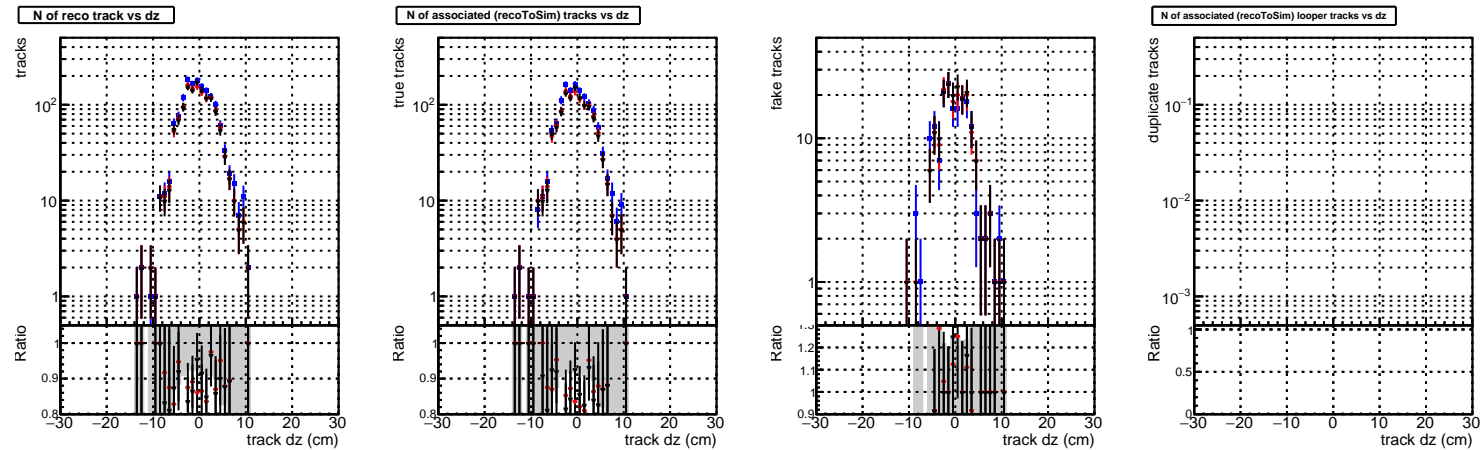 N of reco track vs dz
tracks
10²
10
1
Ratio
0.9
0.8
−30 −20 −10 0 10 20 30
track dz (cm)
N of associated (recoToSim) tracks vs dz
true tracks
10²
10
1
Ratio
0.9
0.8
−30 −20 −10 0 10 20 30
track dz (cm)
fake tracks
10
1
Ratio
1.3
1.2
1.1
1
0.9
−30 −20 −10 0 10 20 30
track dz (cm)
N of associated (recoToSim) looper tracks vs dz
duplicate tracks
10⁻¹
10⁻²
10⁻³
Ratio
1
0.5
0
−30 −20 −10 0 10 20 30
track dz (cm)